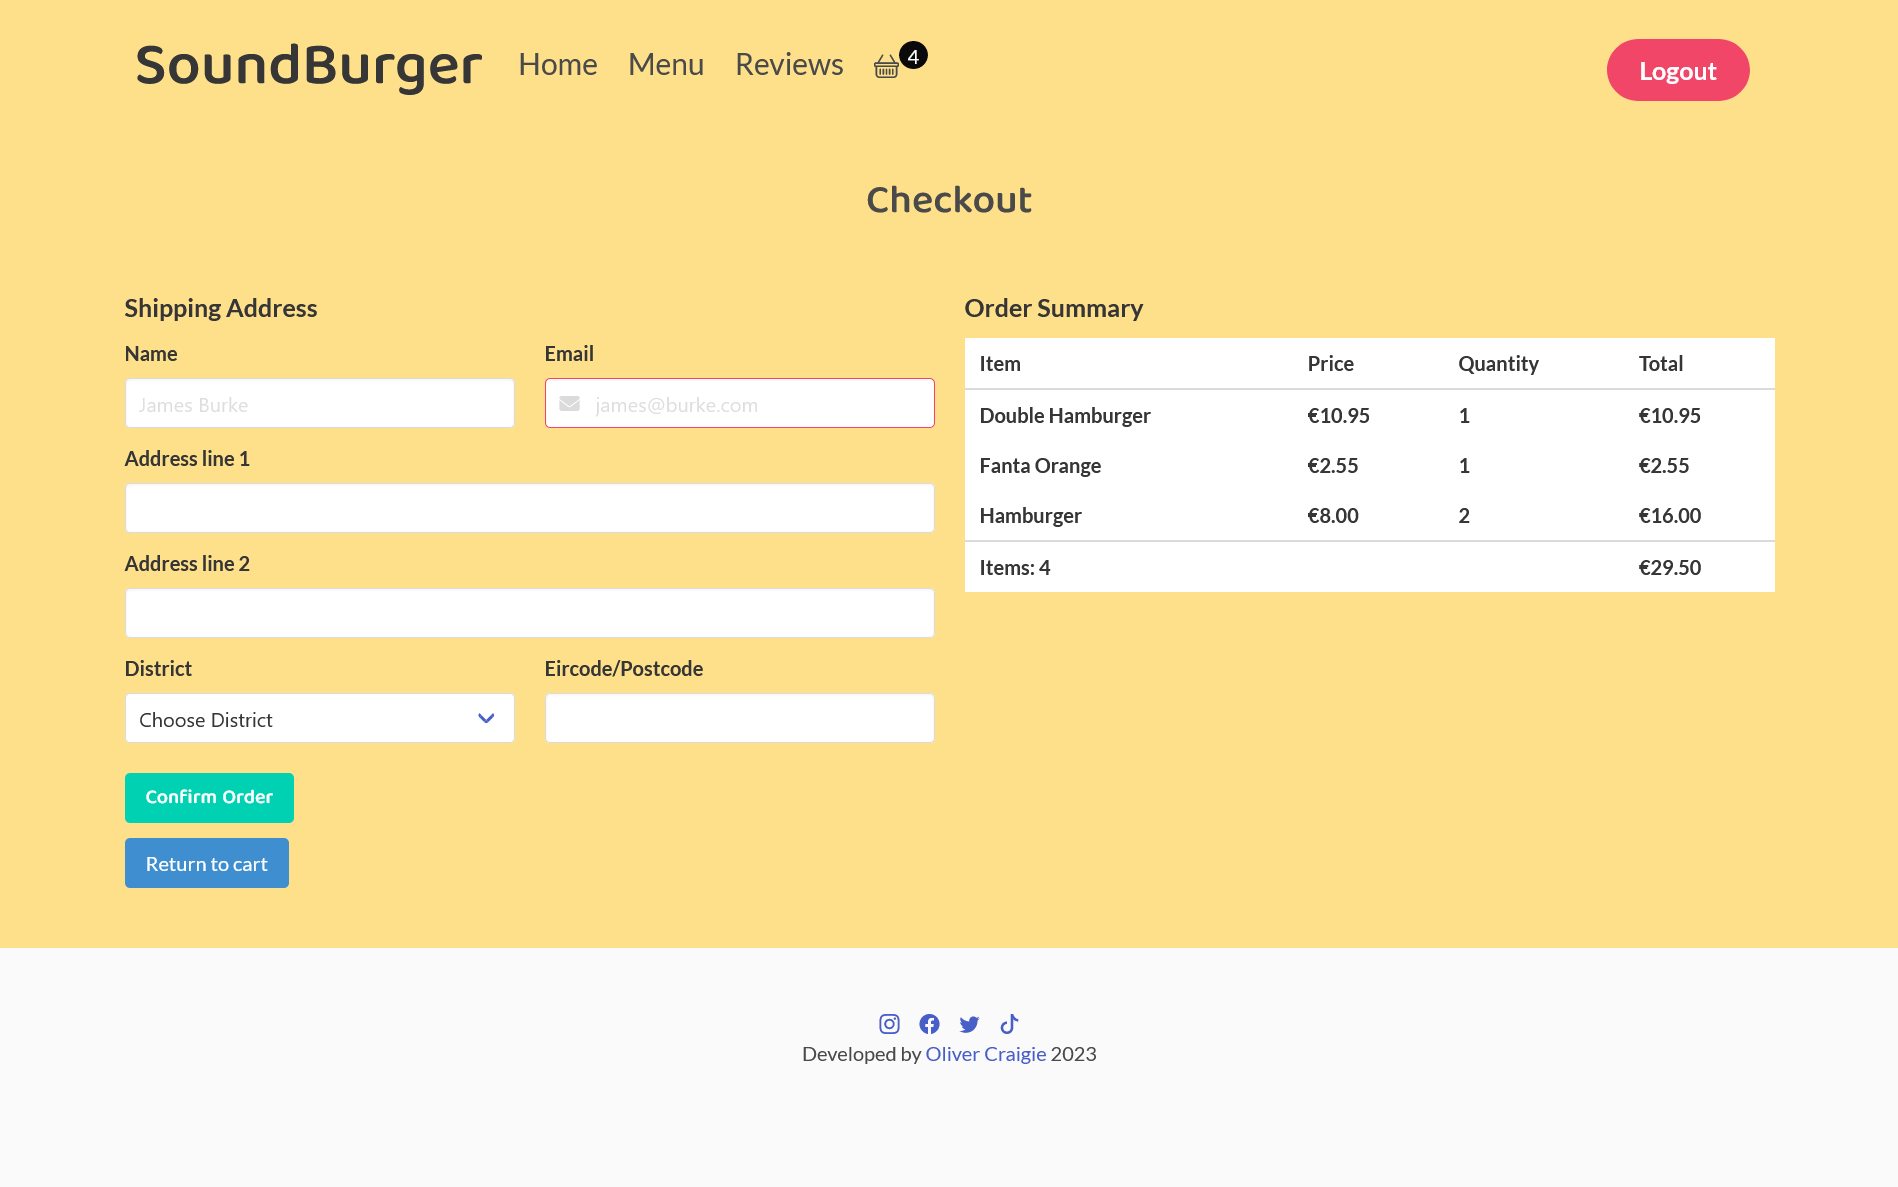 SoundBurger Home Menu Reviews 4 Logout
Checkout
Shipping Address
Name Email
James Burke james@burke.com
Address line 1
Address line 2
District Eircode/Postcode
Choose District
Confirm Order
Return to cart
Order Summary
Item Price Quantity Total
Double Hamburger €10.95 1 €10.95
Fanta Orange €2.55 1 €2.55
Hamburger €8.00 2 €16.00
Items: 4 €29.50
Developed by Oliver Craigie 2023